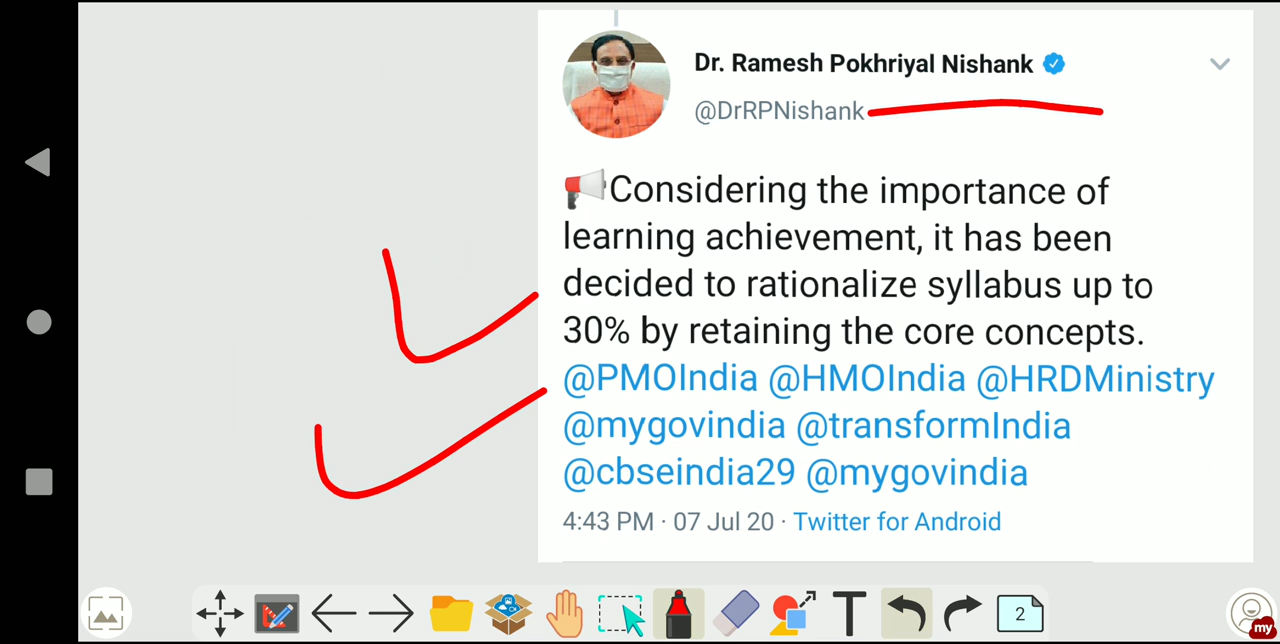 Dr. Ramesh Pokhriyal Nishank
@DrRPNishank
Considering the importance of
learning achievement, it has been
decided to rationalize syllabus up to
30% by retaining the core concepts.
@PMOIndia @HMOIndia @HRDMinistry
@mygovindia @transformIndia
@cbseindia29 @mygovindia
4:43 PM · 07 Jul 20 · Twitter for Android
T
2
my